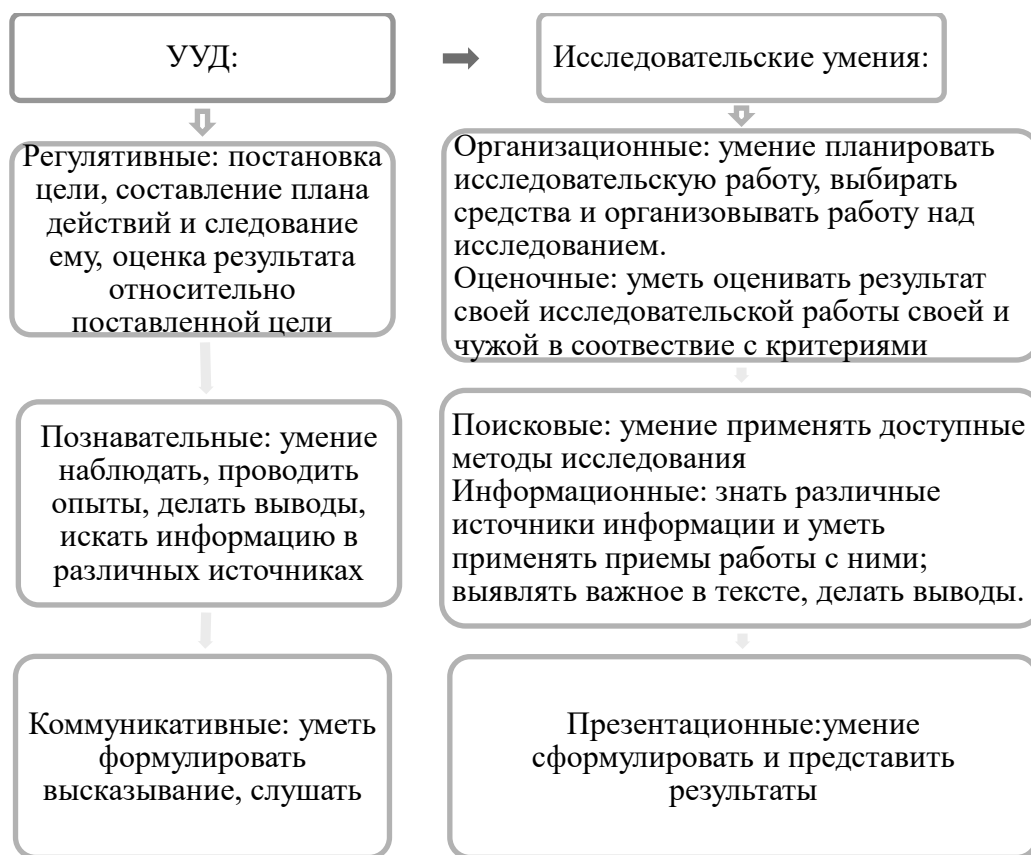 УУД:
Исследовательские умения:
Регулятивные: постановка
цели, составление плана
действий и следование
ему, оценка результата
относительно
поставленной цели
Организационные: умение планировать
исследовательскую работу, выбирать
средства и организовывать работу над
исследованием.
Оценочные: уметь оценивать результат
своей исследовательской работы своей и
чужой в соотвествие с критериями
Познавательные: умение
наблюдать, проводить
опыты, делать выводы,
искать информацию в
различных источниках
Поисковые: умение применять доступные
методы исследования
Информационные: знать различные
источники информации и уметь
применять приемы работы с ними;
выявлять важное в тексте, делать выводы.
Коммуникативные: уметь
формулировать
высказывание, слушать
Презентационные:умение
сформулировать и представить
результаты